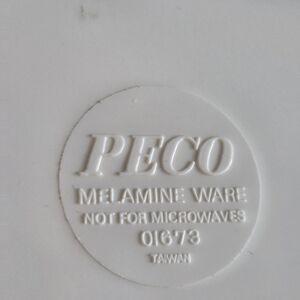 PECO
MELAMINE WARE
NOT FOR MICROWAVES
01673
TAIWAN